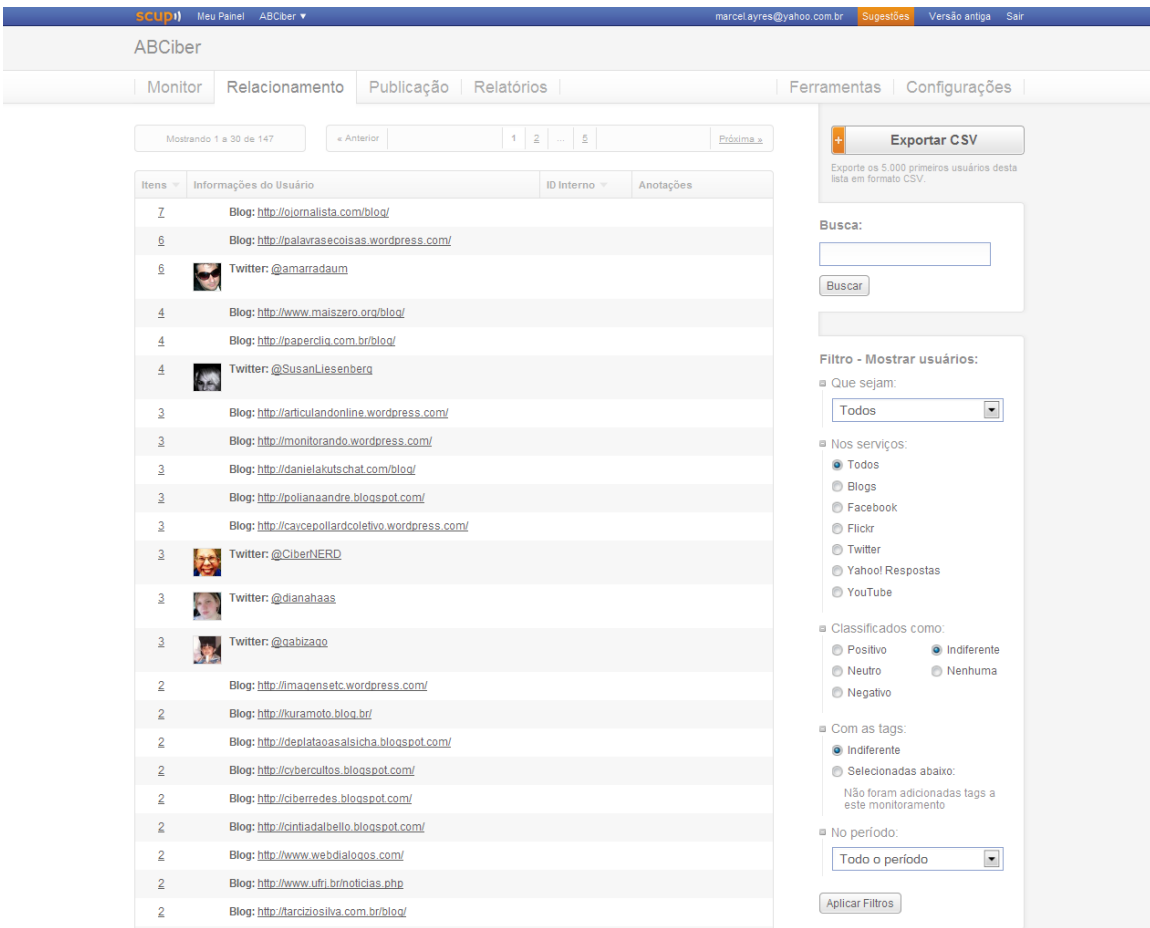 scup Meu Painel ABCiber ▼ marcel.ayres@yahoo.com.br Sugestões Versão antiga Sair
ABCiber
Monitor Relacionamento Publicação Relatórios Ferramentas Configurações
Mostrando 1 a 30 de 147 « Anterior 1 2 ... 5 Próxima »
+ Exportar CSV
Exporte os 5.000 primeiros usuários desta
lista em formato CSV.
Itens Informações do Usuário ID Interno Anotações
7 Blog: http://ojornalista.com/blog/
6 Blog: http://palavrasecoisas.wordpress.com/
6 Twitter: @amarradaum
4 Blog: http://www.maiszero.org/blog/
4 Blog: http://papercliq.com.br/blog/
4 Twitter: @SusanLiesenberg
3 Blog: http://articulandonline.wordpress.com/
3 Blog: http://monitorando.wordpress.com/
3 Blog: http://danielakutschat.com/blog/
3 Blog: http://polianaandre.blogspot.com/
3 Blog: http://caycepollardcoletivo.wordpress.com/
3 Twitter: @CiberNERD
3 Twitter: @dianahaas
3 Twitter: @gabizago
2 Blog: http://imagensetc.wordpress.com/
2 Blog: http://kuramoto.blog.br/
2 Blog: http://deplataoasalsicha.blogspot.com/
2 Blog: http://cybercultos.blogspot.com/
2 Blog: http://ciberredes.blogspot.com/
2 Blog: http://cintiadalbello.blogspot.com/
2 Blog: http://www.webdialogos.com/
2 Blog: http://www.ufrj.br/noticias.php
2 Blog: http://tarciziosilva.com.br/blog/
Busca:
Buscar
Filtro - Mostrar usuários:
Que sejam:
Todos
Nos serviços:
Todos
Blogs
Facebook
Flickr
Twitter
Yahoo! Respostas
YouTube
Classificados como:
Positivo Indiferente
Neutro Nenhuma
Negativo
Com as tags:
Indiferente
Selecionadas abaixo:
Não foram adicionadas tags a
este monitoramento
No período:
Todo o período
Aplicar Filtros